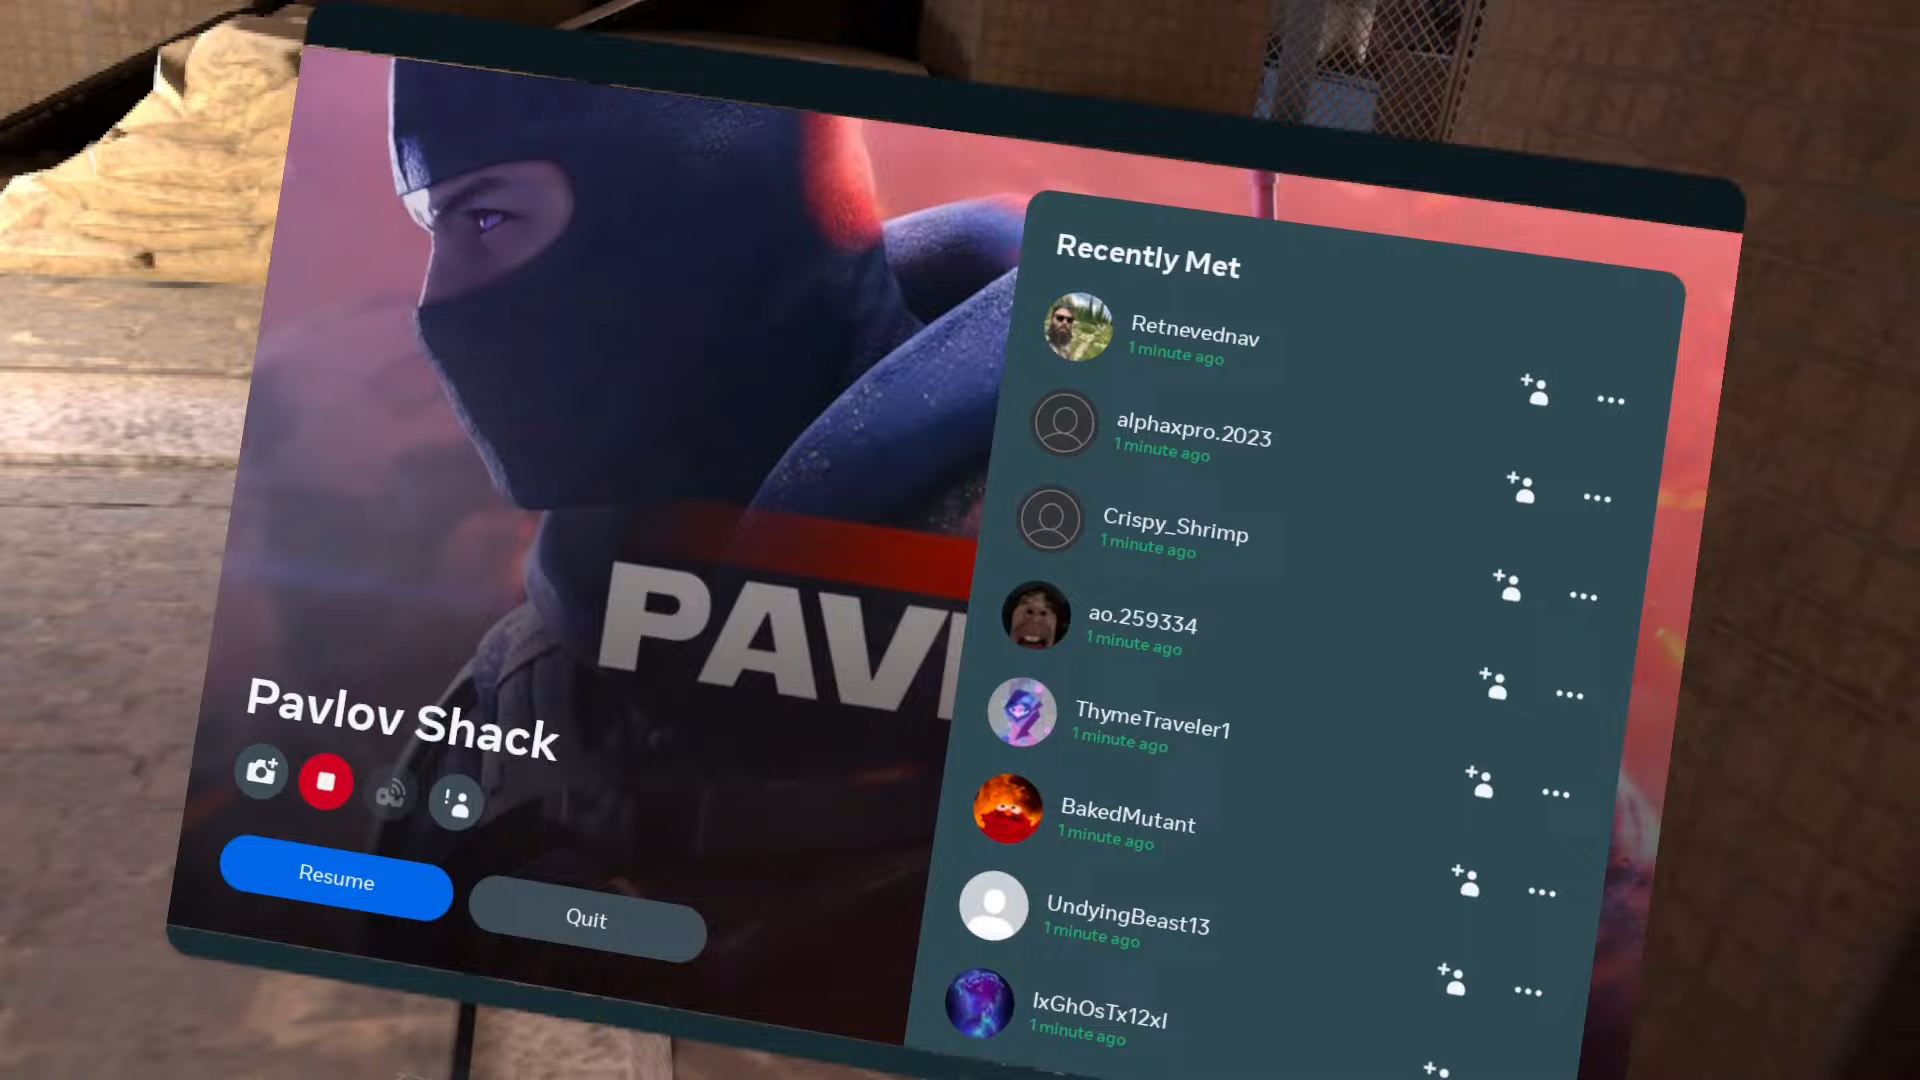 Recently Met
Retnevednav
1 minute ago
alphaxpro.2023
1 minute ago
Crispy_Shrimp
1 minute ago
ao.259334
1 minute ago
ThymeTraveler1
1 minute ago
BakedMutant
1 minute ago
UndyingBeast13
1 minute ago
IxGhOsTx12xI
1 minute ago
PAV
Pavlov Shack
Resume
Quit